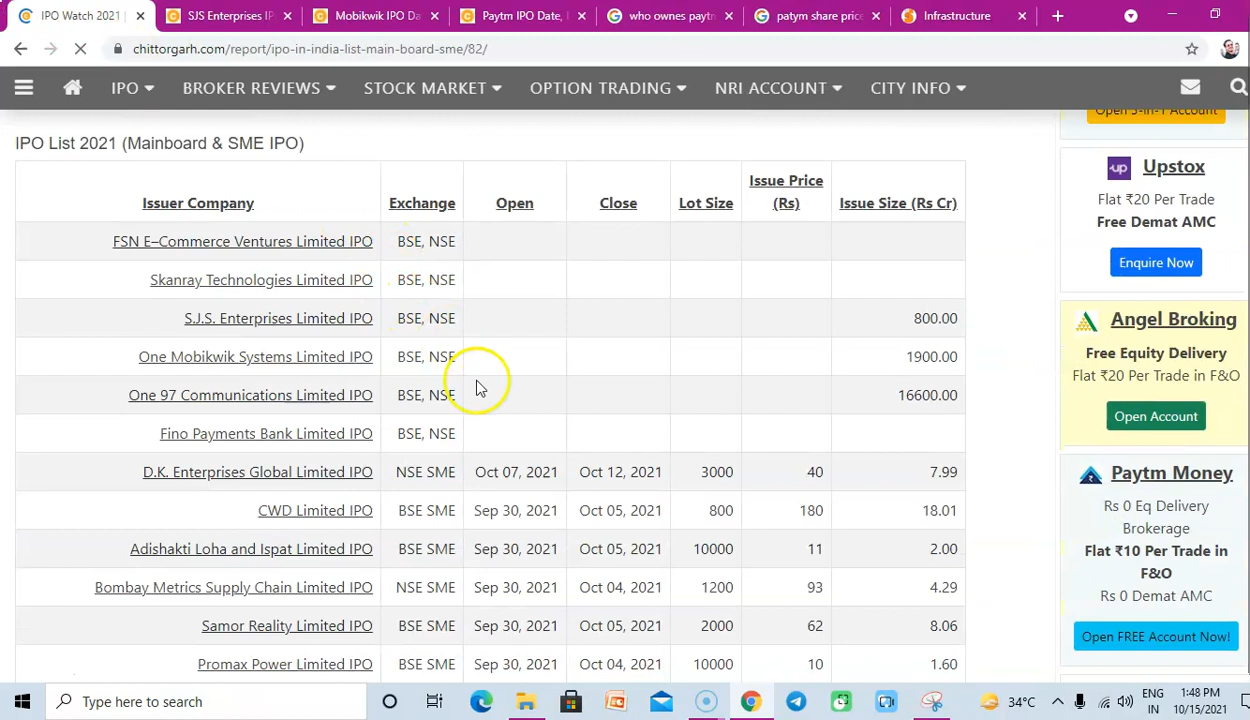 IPO Watch 2021
SJS Enterprises IP
Mobikwik IPO Da
Paytm IPO Date,
who ownes paytn
patym share price
Infrastructure
chittorgarh.com/report/ipo-in-india-list-main-board-sme/82/
IPO BROKER REVIEWS STOCK MARKET OPTION TRADING NRI ACCOUNT CITY INFO
Open 3-in-1 Account
IPO List 2021 (Mainboard & SME IPO)
Issuer Company Exchange Open Close Lot Size Issue Price (Rs) Issue Size (Rs Cr)
FSN E–Commerce Ventures Limited IPO BSE, NSE
Skanray Technologies Limited IPO BSE, NSE
S.J.S. Enterprises Limited IPO BSE, NSE 800.00
One Mobikwik Systems Limited IPO BSE, NSE 1900.00
One 97 Communications Limited IPO BSE, NSE 16600.00
Fino Payments Bank Limited IPO BSE, NSE
D.K. Enterprises Global Limited IPO NSE SME Oct 07, 2021 Oct 12, 2021 3000 40 7.99
CWD Limited IPO BSE SME Sep 30, 2021 Oct 05, 2021 800 180 18.01
Adishakti Loha and Ispat Limited IPO BSE SME Sep 30, 2021 Oct 05, 2021 10000 11 2.00
Bombay Metrics Supply Chain Limited IPO NSE SME Sep 30, 2021 Oct 04, 2021 1200 93 4.29
Samor Reality Limited IPO BSE SME Sep 30, 2021 Oct 05, 2021 2000 62 8.06
Promax Power Limited IPO BSE SME Sep 30, 2021 Oct 04, 2021 10000 10 1.60
up Upstox
Flat ₹20 Per Trade
Free Demat AMC
Enquire Now
Angel Broking
Free Equity Delivery
Flat ₹20 Per Trade in F&O
Open Account
Paytm Money
Rs 0 Eq Delivery
Brokerage
Flat ₹10 Per Trade in
F&O
Rs 0 Demat AMC
Open FREE Account Now!
Type here to search
34°C
ENG
IN
1:48 PM
10/15/2021